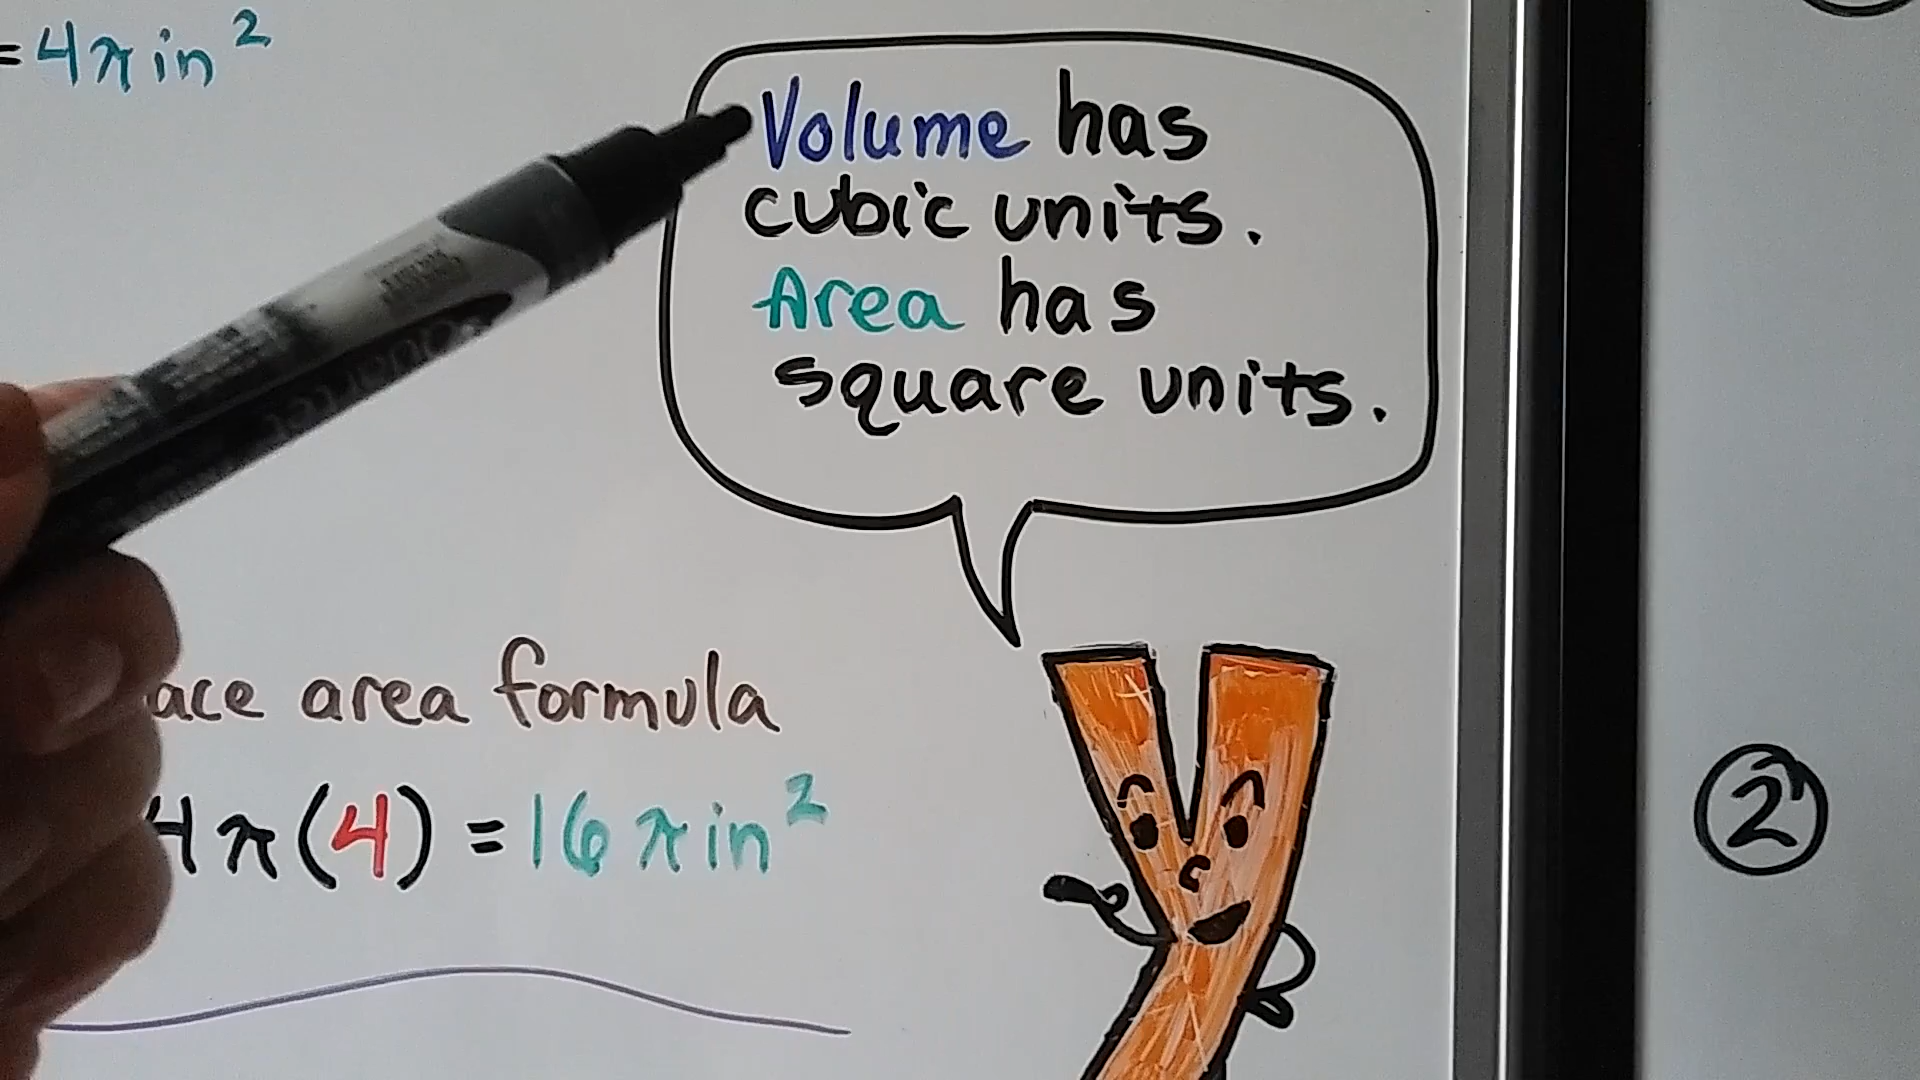 = 4π in²
Volume has
cubic units.
Area has
square units.
ace area formula
4π(4) = 16π in²
2